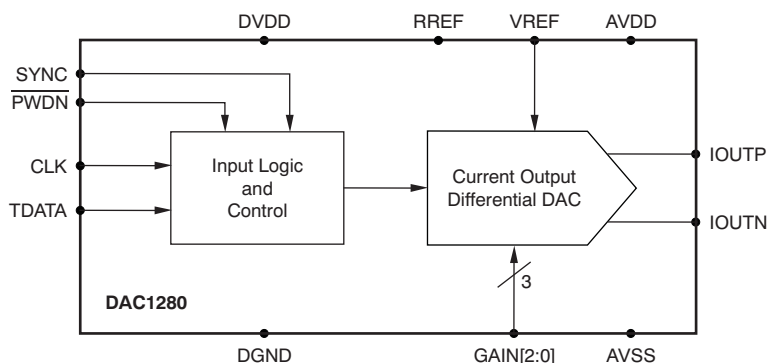 DVDD
RREF
VREF
AVDD
SYNC
PWDN
CLK
TDATA
Input Logic
and
Control
Current Output
Differential DAC
IOUTP
IOUTN
3
DAC1280
DGND
GAIN[2:0]
AVSS